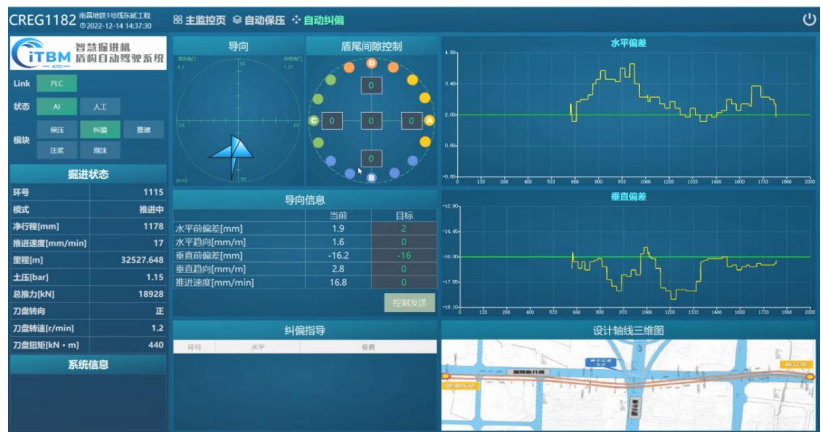 CREG1182 南昌地铁1号线东延工程
2022-12-14 14:37:30
主监控页 自动保压 自动纠偏
iTBM 智慧掘进机
盾构自动驾驶系统
Link PLC
状态 AI 人工
模块 保压 纠偏
注浆 泡沫
掘进状态
环号 1115
模式 推进中
净行程[mm] 1178
推进速度[mm/min] 17
里程[m] 32527.648
土压[bar] 1.15
总推力[kN] 18928
刀盘转向 正
刀盘转速[r/min] 1.2
刀盘扭矩[kN·m] 440
系统信息
导向
盾尾间隙控制
D
0
C 0 0 0 A
0
B
导向信息
当前 目标
水平前偏差[mm] 1.9 2
水平趋向[mm/m] 1.6 0
垂直前偏差[mm] -16.2 -16
垂直趋向[mm/m] 2.8 0
推进速度[mm/min] 16.8 0
控制发送
纠偏指导
环号 水平 垂直
水平偏差
垂直偏差
设计轴线三维图